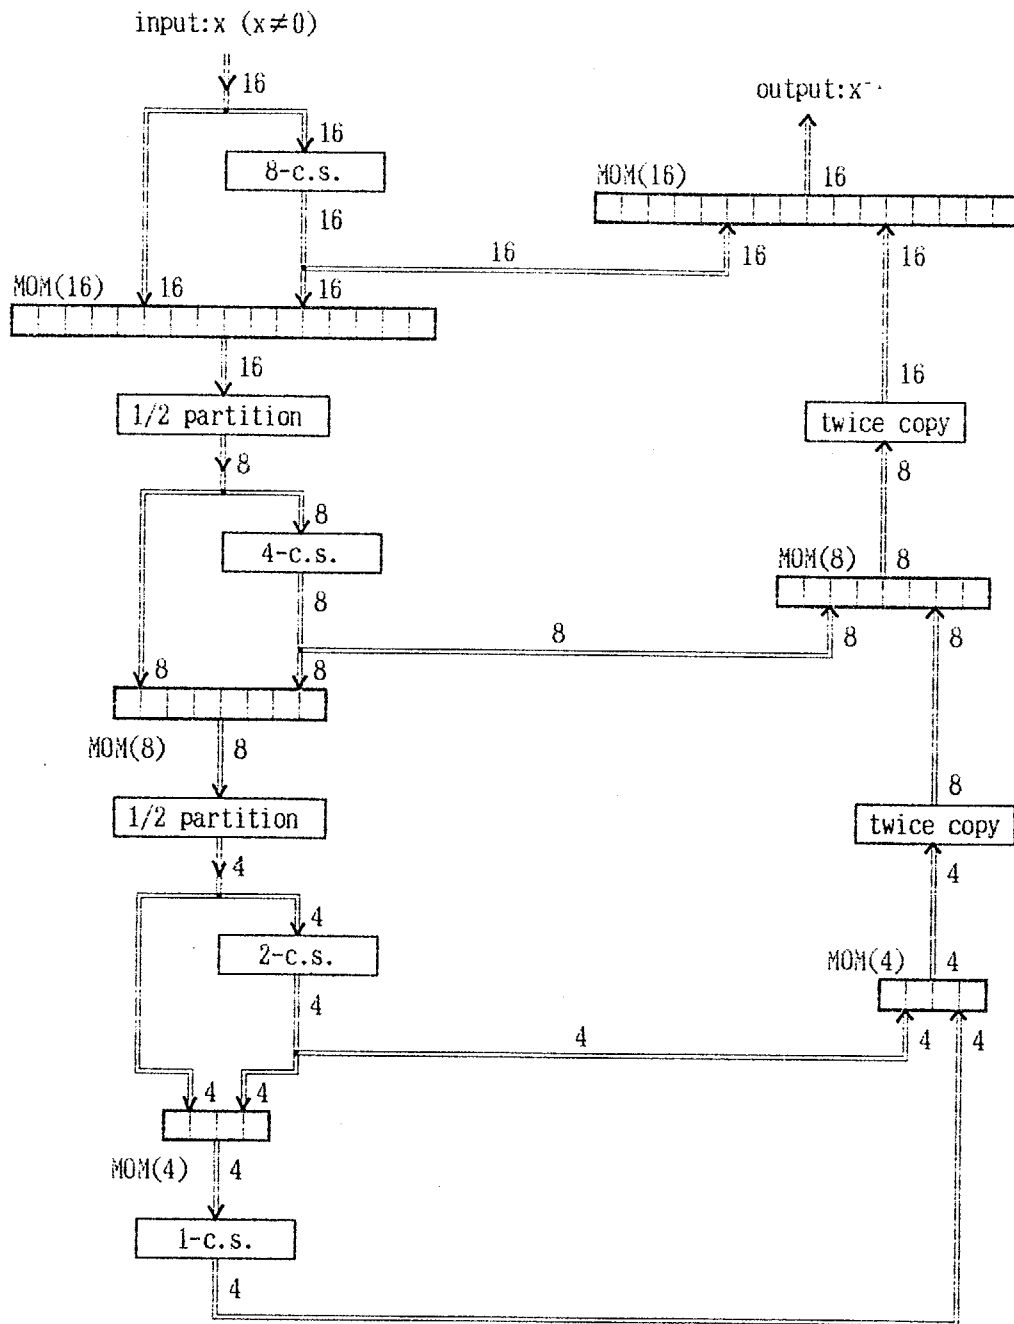 input:x (x≠0)
16
output:x⁻
16
8-c.s.
MOM(16)
16
16
16
16
16
MOM(16)
16
16
16
16
1/2 partition
twice copy
8
8
8
4-c.s.
MOM(8)
8
8
8
8
8
8
8
MOM(8)
8
8
1/2 partition
twice copy
4
4
4
2-c.s.
MOM(4)
4
4
4
4
4
4
4
MOM(4)
4
1-c.s.
4